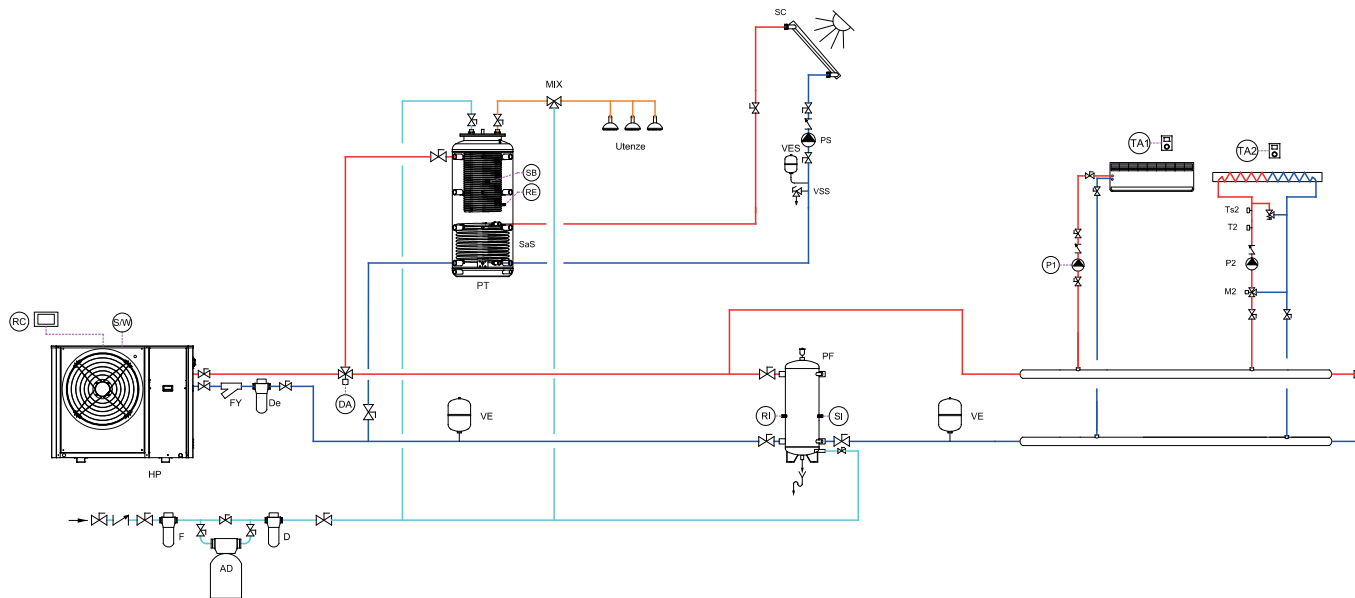 SC
MIX
PS
VES
Utenze
TA1
TA2
SB
RE
VSS
Ts2
T2
SaS
P1
P2
PT
M2
RC
S/W
PF
DA
FY
De
VE
RI
SI
VE
HP
F
D
AD